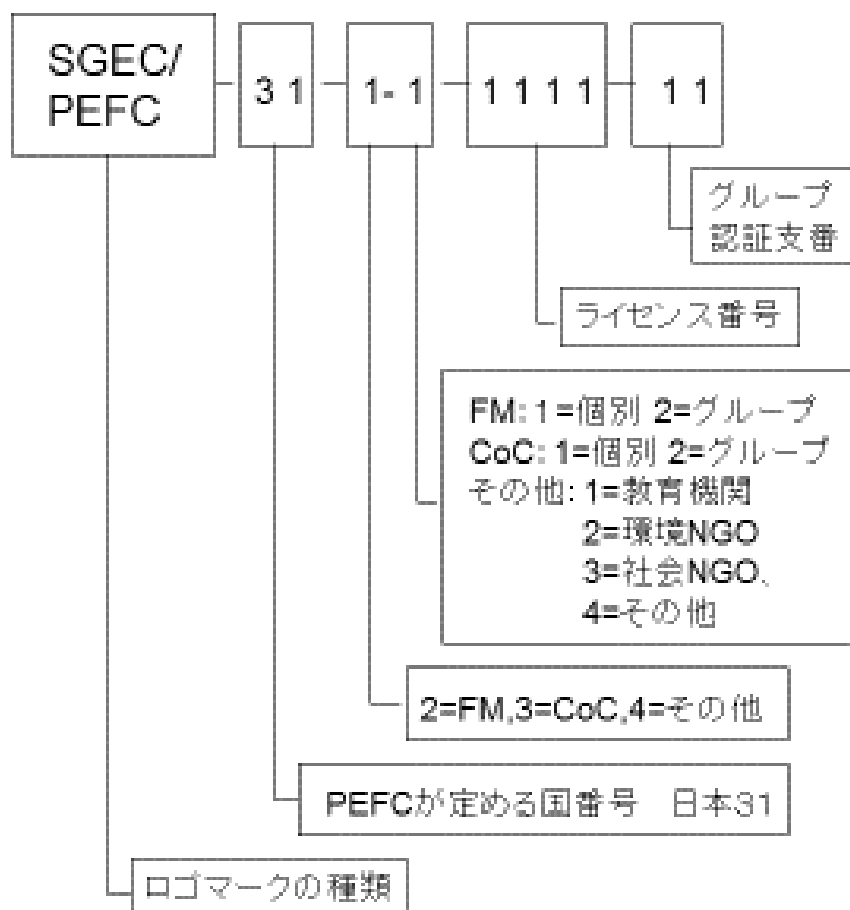 SGEC/
PEFC
31
1-1
1111
11
グループ
認証支番
ライセンス番号
FM: 1=個別 2=グループ
CoC: 1=個別 2=グループ
その他: 1=教育機関
2=環境NGO
3=社会NGO、
4=その他
2=FM,3=CoC,4=その他
PEFCが定める国番号　日本31
ロゴマークの種類